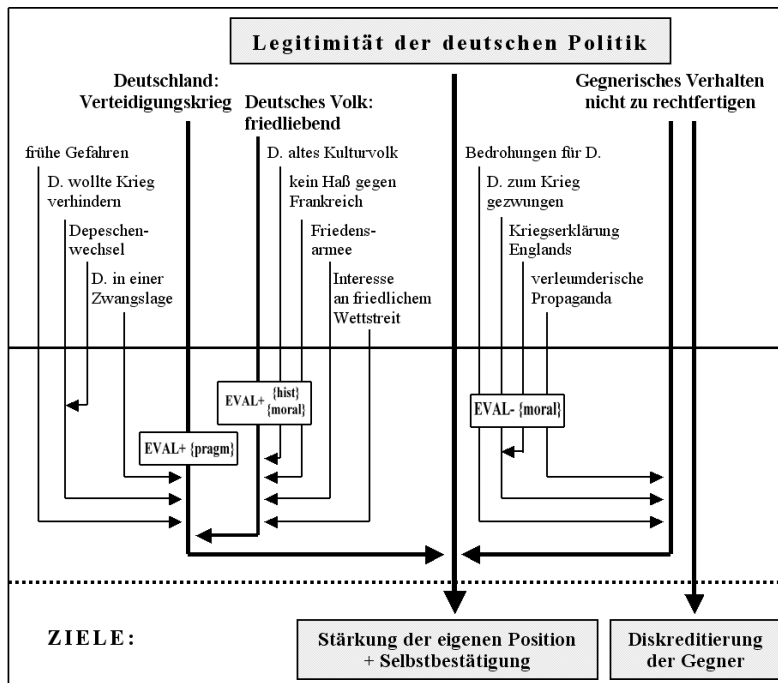 Legitimität der deutschen Politik
Deutschland:
Verteidigungskrieg
Deutsches Volk:
friedliebend
Gegnerisches Verhalten
nicht zu rechtfertigen
frühe Gefahren
D. wollte Krieg
verhindern
Depeschen-
wechsel
D. in einer
Zwangslage
D. altes Kulturvolk
kein Haß gegen
Frankreich
Friedens-
armee
Interesse
an friedlichem
Wettstreit
Bedrohungen für D.
D. zum Krieg
gezwungen
Kriegserklärung
Englands
verleumderische
Propaganda
EVAL+ {hist}
{moral}
EVAL- {moral}
EVAL+ {pragm}
ZIELE:
Stärkung der eigenen Position
+ Selbstbestätigung
Diskreditierung
der Gegner